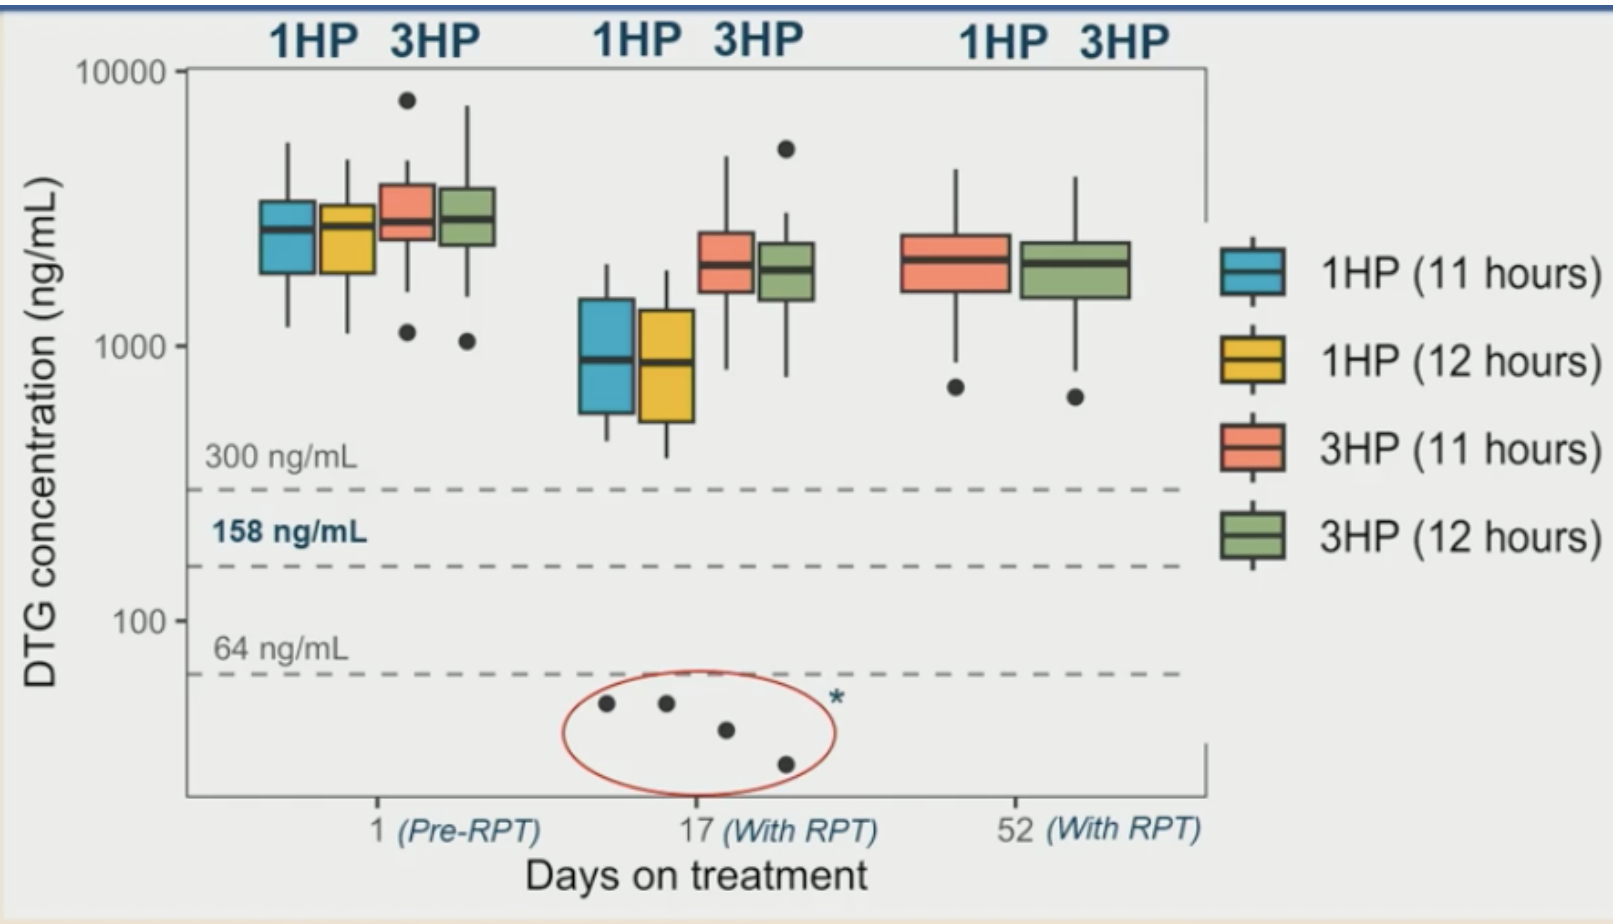 1HP 3HP 1HP 3HP 1HP 3HP
10000
1000
300 ng/mL
158 ng/mL
100
64 ng/mL
*
DTG concentration (ng/mL)
1 (Pre-RPT) 17 (With RPT) 52 (With RPT)
Days on treatment
1HP (11 hours)
1HP (12 hours)
3HP (11 hours)
3HP (12 hours)